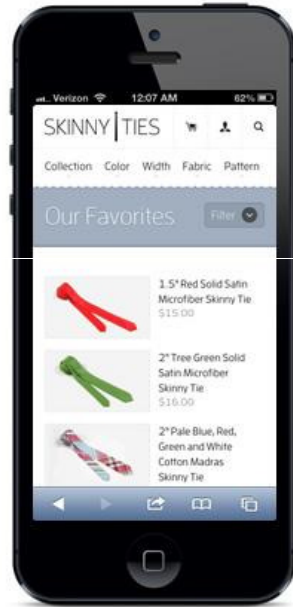 Verizon 12:07 AM 62%
SKINNY TIES
Collection Color Width Fabric Pattern
Our Favorites Filter
1.5" Red Solid Satin
Microfiber Skinny Tie
$15.00
2" Tree Green Solid
Satin Microfiber
Skinny Tie
$16.00
2" Pale Blue, Red,
Green and White
Cotton Madras
Skinny Tie